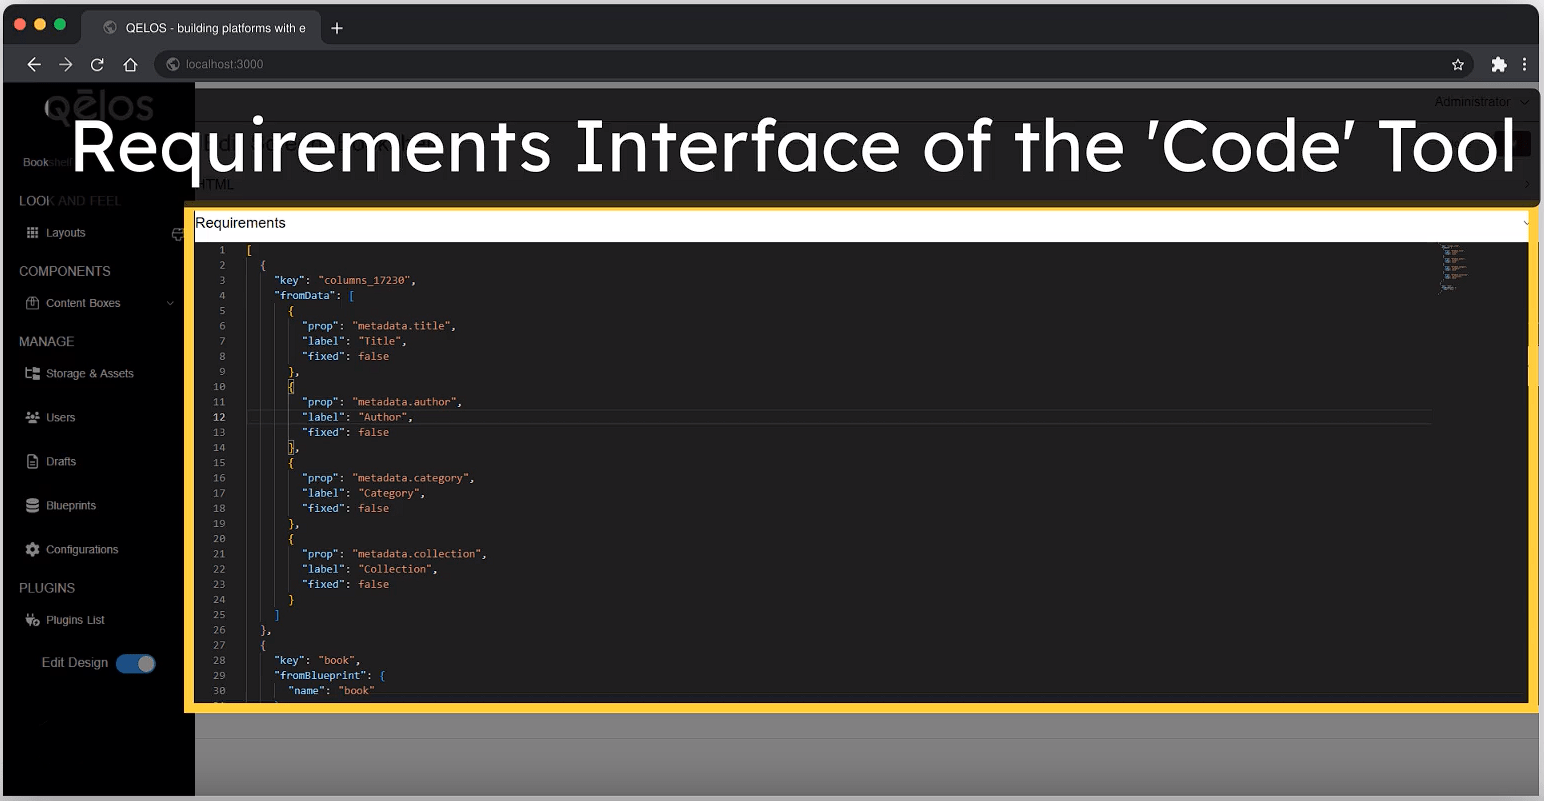 QELOS - building platforms with e
localhost:3000
Qēlos
Administrator
Requirements Interface of the 'Code' Tool
Bookshelf
HTML
LOOK AND FEEL
Layouts
COMPONENTS
Content Boxes
MANAGE
Storage & Assets
Users
Drafts
Blueprints
Configurations
PLUGINS
Plugins List
Edit Design
Requirements
1 [
2 {
3 "key": "columns_17230",
4 "fromData": [
5 {
6 "prop": "metadata.title",
7 "label": "Title",
8 "fixed": false
9 },
10 {
11 "prop": "metadata.author",
12 "label": "Author",
13 "fixed": false
14 },
15 {
16 "prop": "metadata.category",
17 "label": "Category",
18 "fixed": false
19 },
20 {
21 "prop": "metadata.collection",
22 "label": "Collection",
23 "fixed": false
24 }
25 ]
26 },
27 {
28 "key": "book",
29 "fromBlueprint": {
30 "name": "book"